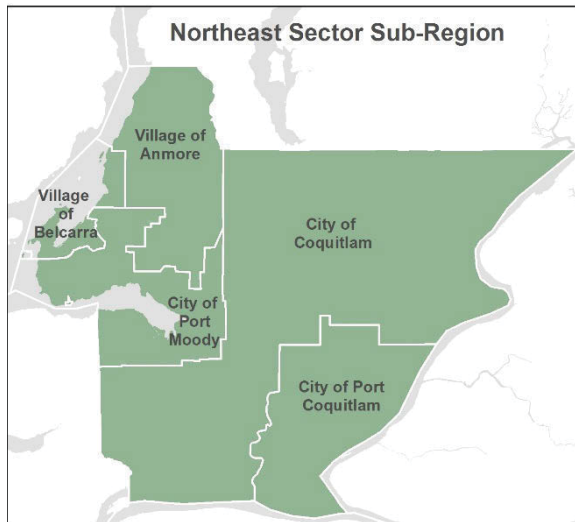 Northeast Sector Sub-Region
Village of
Anmore
Village
of
Belcarra
City of
Coquitlam
City of
Port
Moody
City of Port
Coquitlam